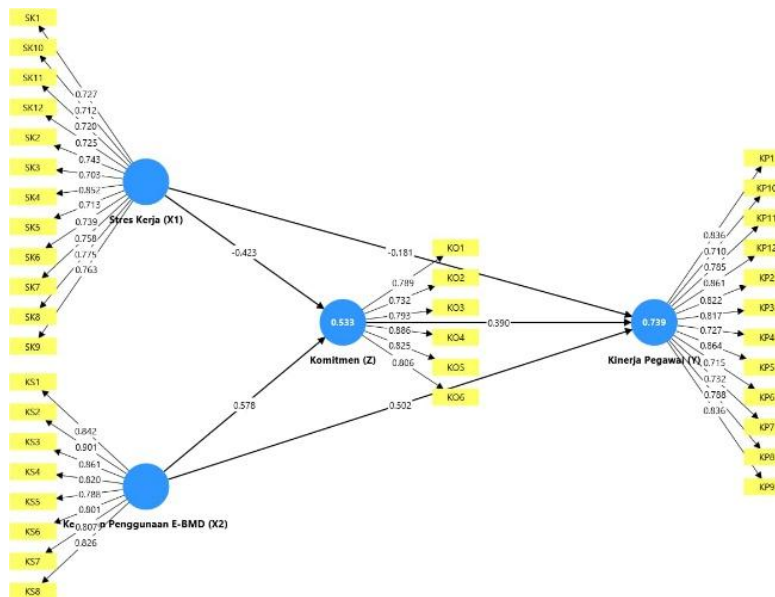 SK1
SK10
SK11
SK12
SK2
SK3
SK4
SK5
SK6
SK7
SK8
SK9
0.727
0.712
0.720
0.725
0.743
0.703
0.852
0.713
0.739
0.758
0.775
0.763
Stres Kerja (X1)
-0.423
-0.181
KO1
KO2
KO3
KO4
KO5
KO6
0.789
0.732
0.793
0.886
0.825
0.806
0.533
Komitmen (Z)
0.390
0.578
0.502
KP1
KP10
KP11
KP12
KP2
KP3
KP4
KP5
KP6
KP7
KP8
KP9
0.836
0.710
0.785
0.861
0.822
0.817
0.727
0.864
0.715
0.732
0.788
0.836
0.739
Kinerja Pegawai (Y)
KS1
KS2
KS3
KS4
KS5
KS6
KS7
KS8
0.842
0.901
0.861
0.820
0.788
0.801
0.807
0.826
Penggunaan E-BMD (X2)